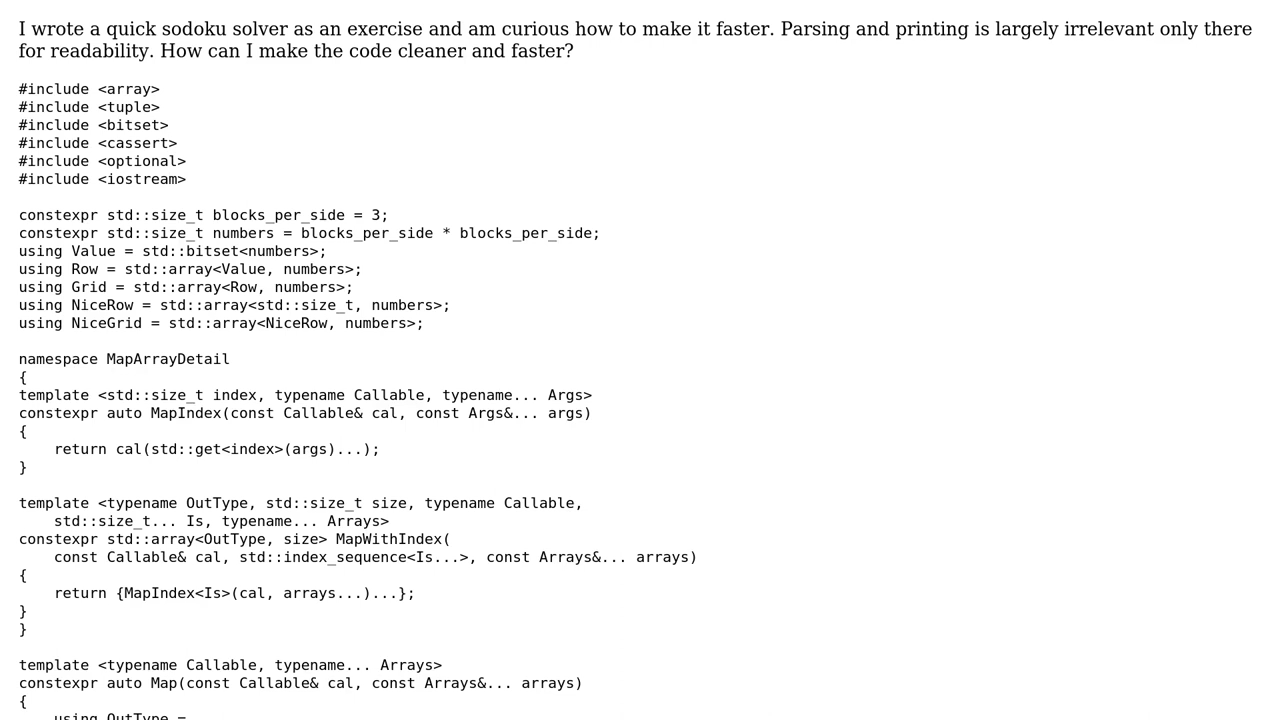 I wrote a quick sodoku solver as an exercise and am curious how to make it faster. Parsing and printing is largely irrelevant only there
for readability. How can I make the code cleaner and faster?
#include <array>
#include <tuple>
#include <bitset>
#include <cassert>
#include <optional>
#include <iostream>
constexpr std::size_t blocks_per_side = 3;
constexpr std::size_t numbers = blocks_per_side * blocks_per_side;
using Value = std::bitset<numbers>;
using Row = std::array<Value, numbers>;
using Grid = std::array<Row, numbers>;
using NiceRow = std::array<std::size_t, numbers>;
using NiceGrid = std::array<NiceRow, numbers>;
namespace MapArrayDetail
{
template <std::size_t index, typename Callable, typename... Args>
constexpr auto MapIndex(const Callable& cal, const Args&... args)
{
    return cal(std::get<index>(args)...);
}
template <typename OutType, std::size_t size, typename Callable,
    std::size_t... Is, typename... Arrays>
constexpr std::array<OutType, size> MapWithIndex(
    const Callable& cal, std::index_sequence<Is...>, const Arrays&... arrays)
{
    return {MapIndex<Is>(cal, arrays...)...};
}
}
template <typename Callable, typename... Arrays>
constexpr auto Map(const Callable& cal, const Arrays&... arrays)
{
    using OutType =